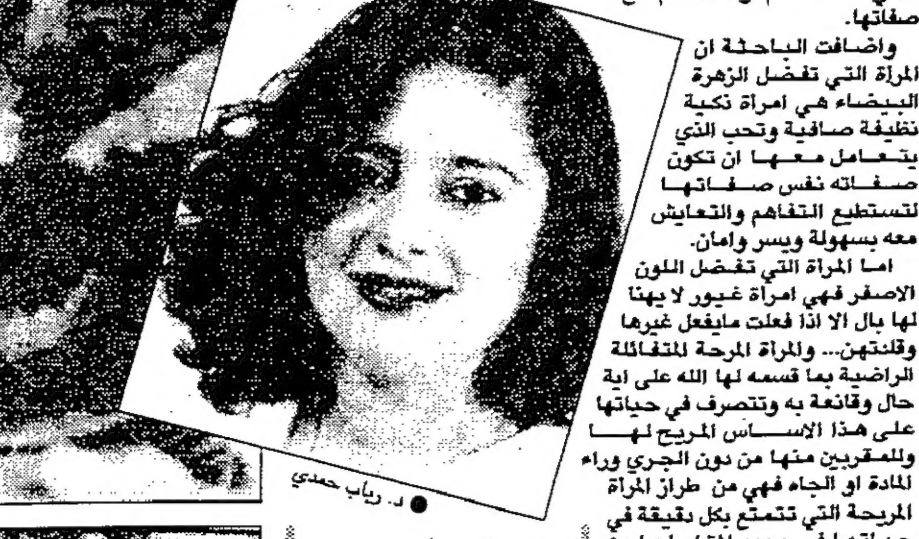 صفاتها.
واضافت الباحثة ان
المرأة التي تفضل الزهرة
البيضاء هي امرأة ذكية
نظيفة صافية وتحب الذي
يتعامل معها ان تكون
صفاته نفس صفاتها
لتستطيع التفاهم والتعايش
معه بسهولة ويسر وامان.
اما المرأة التي تفضل اللون
الاصفر فهي امرأة غيور لا يهنا
لها بال الا اذا فعلت مايفعل غيرها
وقلدتهن... والمرأة المرحة المتفائلة
الراضية بما قسمه لها الله على اية
حال وقانعة به وتتصرف في حياتها
على هذا الاساس المريح لها
وللمقربين منها من دون الجري وراء
المادة او الجاه فهي من طراز المرأة
المريحة التي تتمتع بكل دقيقة في
● د. رباب حمدي